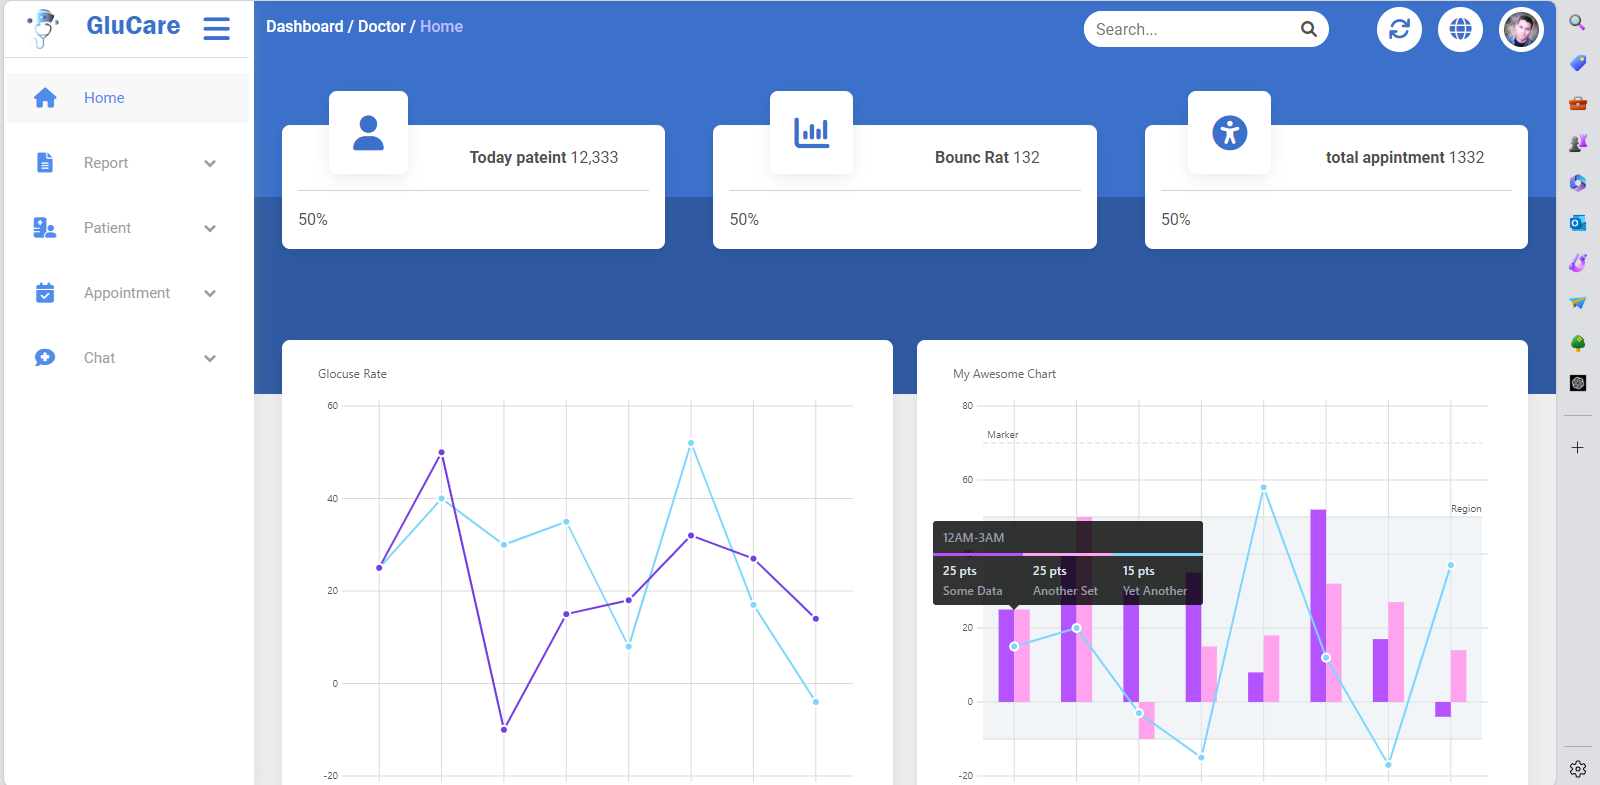 GluCare
Dashboard / Doctor / Home
Search...
Home
Report
Patient
Appointment
Chat
Today pateint 12,333
50%
Bounc Rat 132
50%
total appintment 1332
50%
Glocuse Rate
60
40
20
0
-20
My Awesome Chart
80
Marker
60
Region
12AM-3AM
25 pts
25 pts
15 pts
Some Data
Another Set
Yet Another
20
0
-20